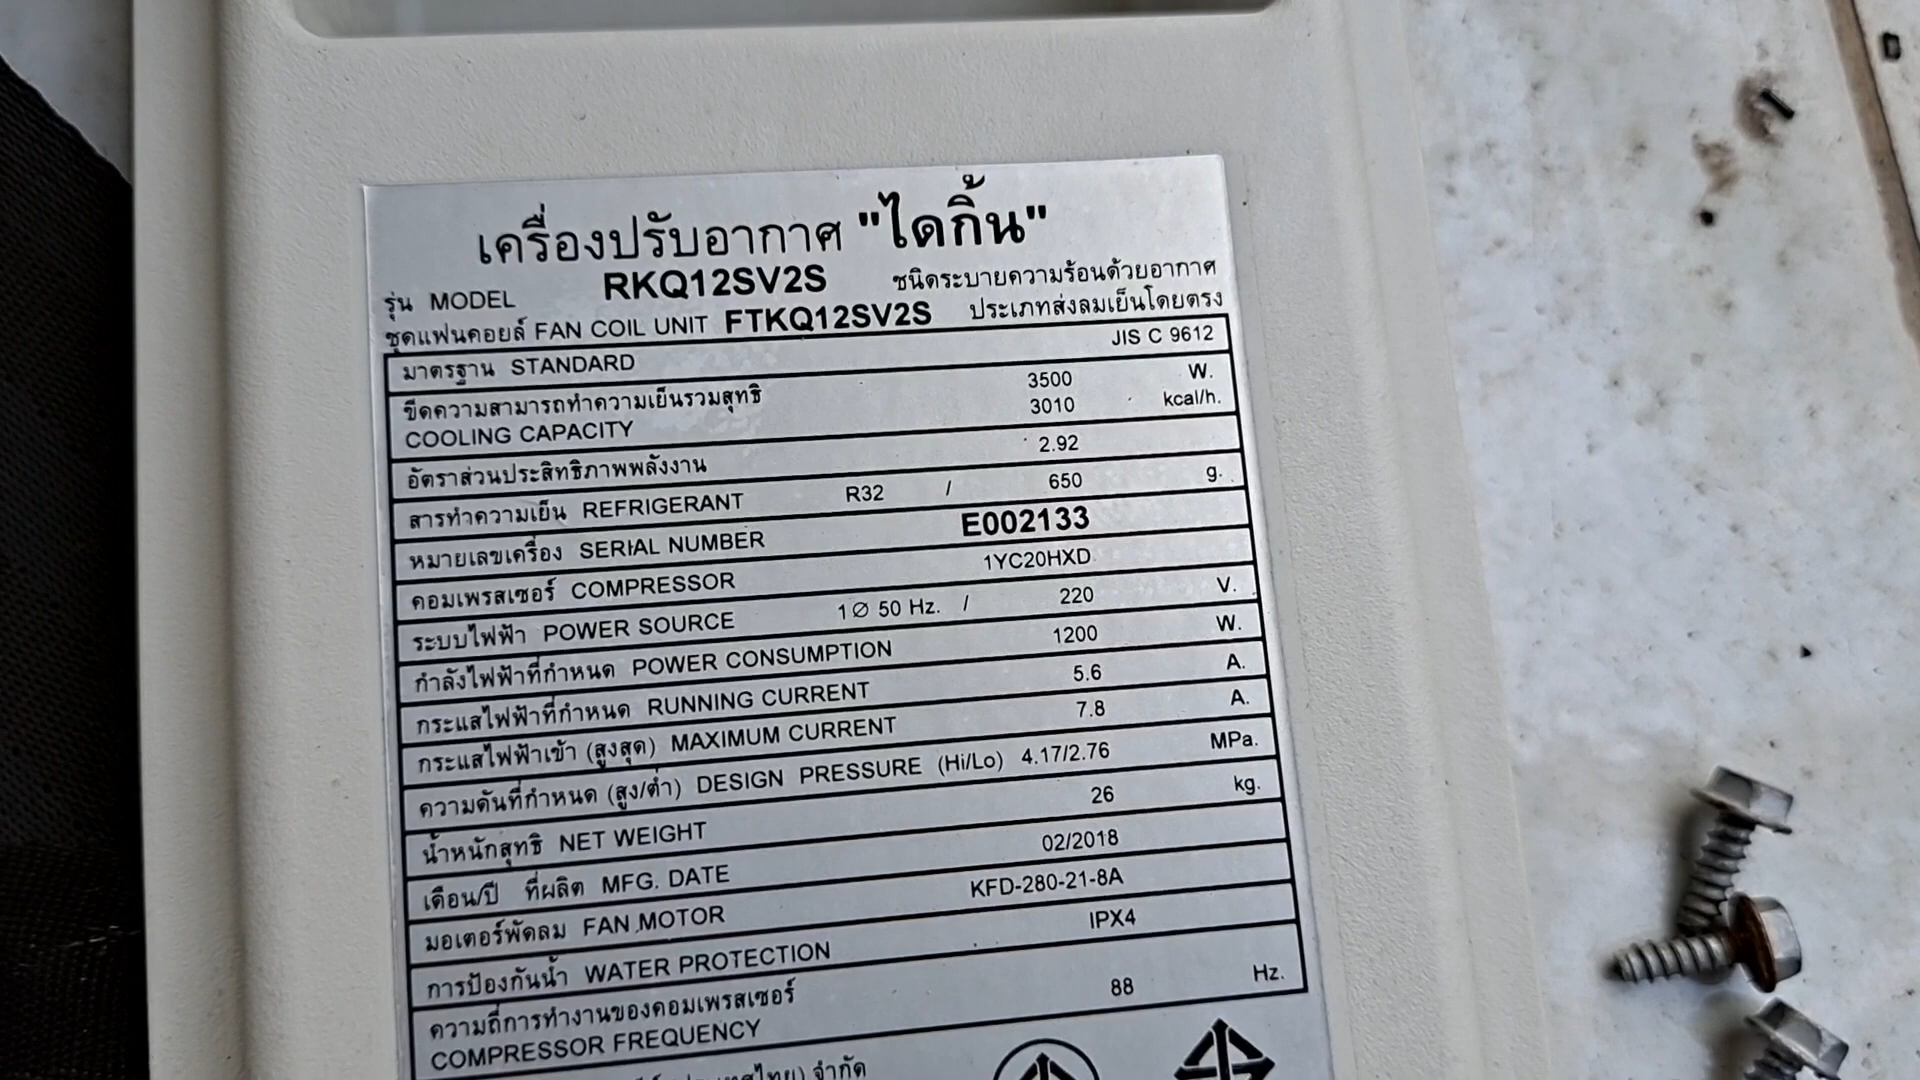 เครื่องปรับอากาศ "ไดกิ้น"
รุ่น MODEL RKQ12SV2S ชนิดระบายความร้อนด้วยอากาศ
ชุดแฟนคอยล์ FAN COIL UNIT FTKQ12SV2S ประเภทส่งลมเย็นโดยตรง
มาตรฐาน STANDARD JIS C 9612
ขีดความสามารถทำความเย็นรวมสุทธิ 3500 W.
COOLING CAPACITY 3010 kcal/h.
อัตราส่วนประสิทธิภาพพลังงาน 2.92
สารทำความเย็น REFRIGERANT R32 / 650 g.
หมายเลขเครื่อง SERIAL NUMBER E002133
คอมเพรสเซอร์ COMPRESSOR 1YC20HXD
ระบบไฟฟ้า POWER SOURCE 1∅ 50 Hz. / 220 V.
กำลังไฟฟ้าที่กำหนด POWER CONSUMPTION 1200 W.
กระแสไฟฟ้าที่กำหนด RUNNING CURRENT 5.6 A.
กระแสไฟฟ้าเข้า (สูงสุด) MAXIMUM CURRENT 7.8 A.
ความดันที่กำหนด (สูง/ต่ำ) DESIGN PRESSURE (Hi/Lo) 4.17/2.76 MPa.
น้ำหนักสุทธิ NET WEIGHT 26 kg.
เดือน/ปี ที่ผลิต MFG. DATE 02/2018
มอเตอร์พัดลม FAN MOTOR KFD-280-21-8A
การป้องกันน้ำ WATER PROTECTION IPX4
ความถี่การทำงานของคอมเพรสเซอร์ 88 Hz.
COMPRESSOR FREQUENCY
จำกัด